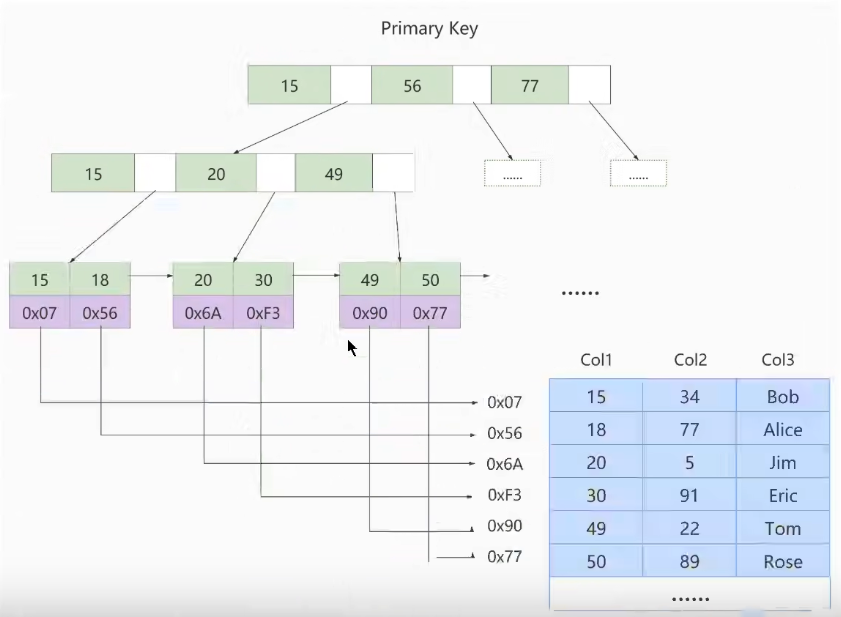 Primary Key
15 56 77
15 20 49
...... ......
15 18 20 30 49 50
0x07 0x56 0x6A 0xF3 0x90 0x77
......
Col1 Col2 Col3
0x07 15 34 Bob
0x56 18 77 Alice
0x6A 20 5 Jim
0xF3 30 91 Eric
0x90 49 22 Tom
0x77 50 89 Rose
......